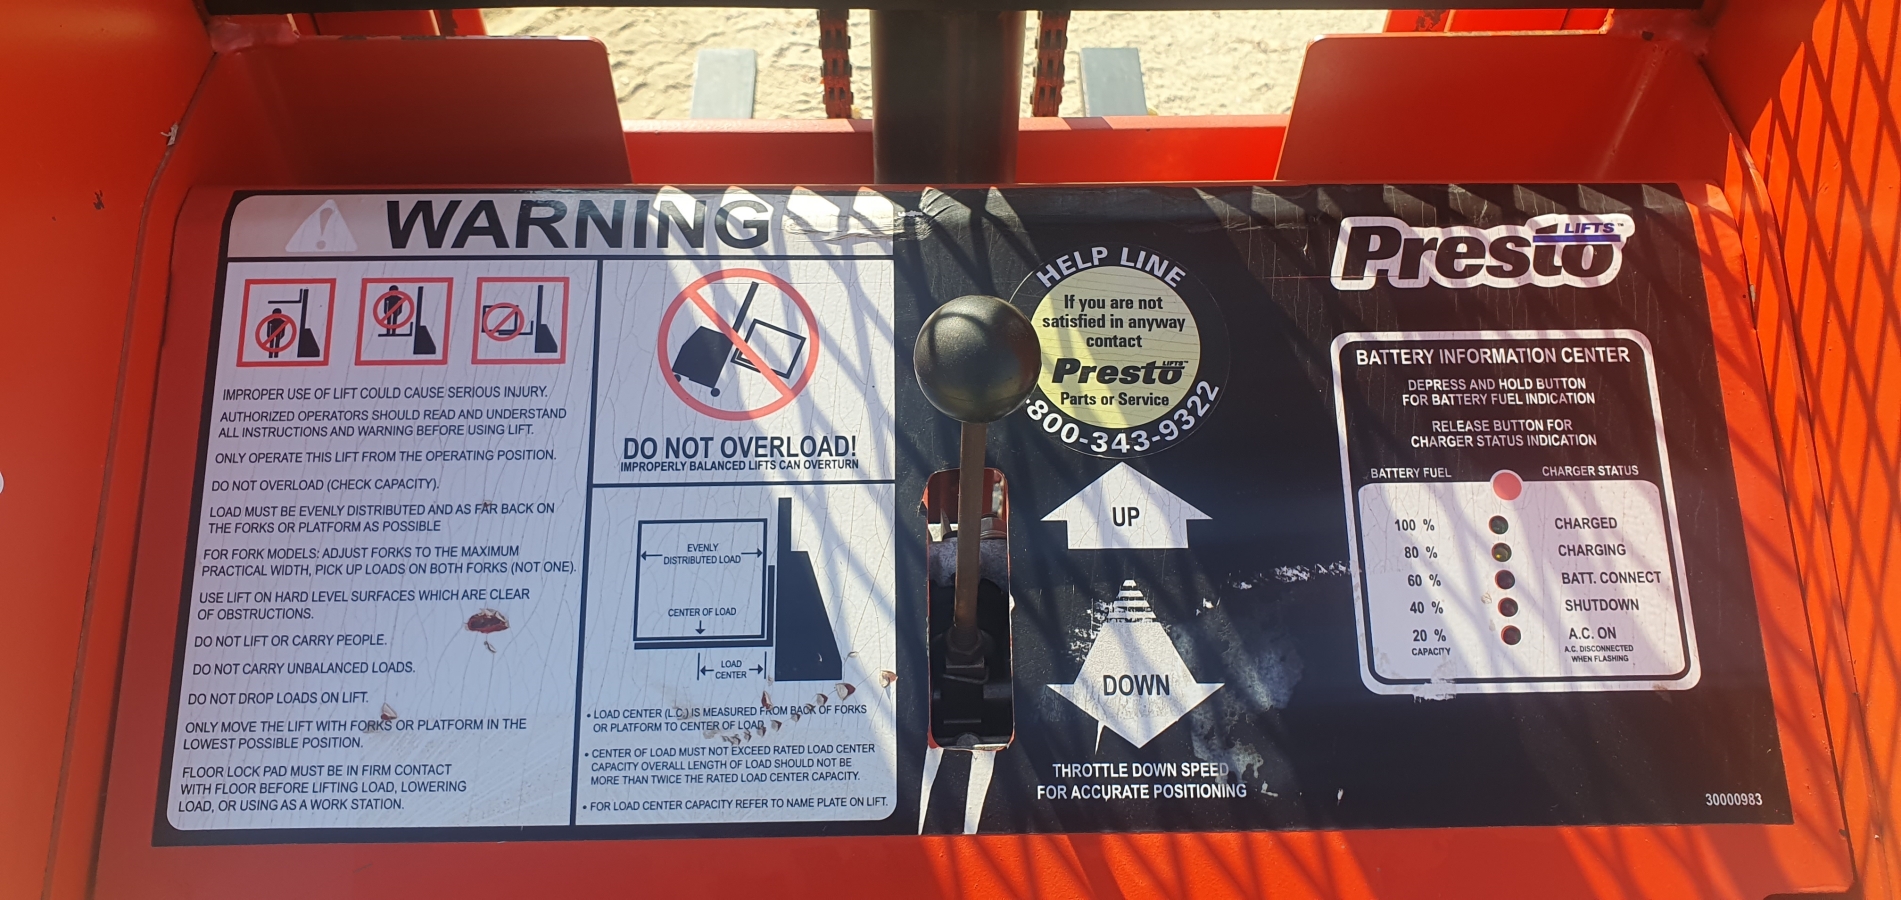 WARNING
IMPROPER USE OF LIFT COULD CAUSE SERIOUS INJURY.
AUTHORIZED OPERATORS SHOULD READ AND UNDERSTAND
ALL INSTRUCTIONS AND WARNING BEFORE USING LIFT.
ONLY OPERATE THIS LIFT FROM THE OPERATING POSITION.
DO NOT OVERLOAD (CHECK CAPACITY).
LOAD MUST BE EVENLY DISTRIBUTED AND AS FAR BACK ON
THE FORKS OR PLATFORM AS POSSIBLE
FOR FORK MODELS: ADJUST FORKS TO THE MAXIMUM
PRACTICAL WIDTH, PICK UP LOADS ON BOTH FORKS (NOT ONE).
USE LIFT ON HARD LEVEL SURFACES WHICH ARE CLEAR
OF OBSTRUCTIONS.
DO NOT LIFT OR CARRY PEOPLE.
DO NOT CARRY UNBALANCED LOADS.
DO NOT DROP LOADS ON LIFT.
ONLY MOVE THE LIFT WITH FORKS OR PLATFORM IN THE
LOWEST POSSIBLE POSITION.
FLOOR LOCK PAD MUST BE IN FIRM CONTACT
WITH FLOOR BEFORE LIFTING LOAD, LOWERING
LOAD, OR USING AS A WORK STATION.
DO NOT OVERLOAD!
IMPROPERLY BALANCED LIFTS CAN OVERTURN
EVENLY
DISTRIBUTED LOAD
CENTER OF LOAD
LOAD
CENTER
• LOAD CENTER (L.C.) IS MEASURED FROM BACK OF FORKS
OR PLATFORM TO CENTER OF LOAD
• CENTER OF LOAD MUST NOT EXCEED RATED LOAD CENTER
CAPACITY OVERALL LENGTH OF LOAD SHOULD NOT BE
MORE THAN TWICE THE RATED LOAD CENTER CAPACITY.
• FOR LOAD CENTER CAPACITY REFER TO NAME PLATE ON LIFT.
HELP LINE
If you are not
satisfied in anyway
contact
Presto LIFTS™
Parts or Service
-800-343-9322
UP
DOWN
THROTTLE DOWN SPEED
FOR ACCURATE POSITIONING
Presto LIFTS™
BATTERY INFORMATION CENTER
DEPRESS AND HOLD BUTTON
FOR BATTERY FUEL INDICATION
RELEASE BUTTON FOR
CHARGER STATUS INDICATION
BATTERY FUEL CHARGER STATUS
100 % CHARGED
80 % CHARGING
60 % BATT. CONNECT
40 % SHUTDOWN
20 % A.C. ON
CAPACITY A.C. DISCONNECTED
WHEN FLASHING
30000983